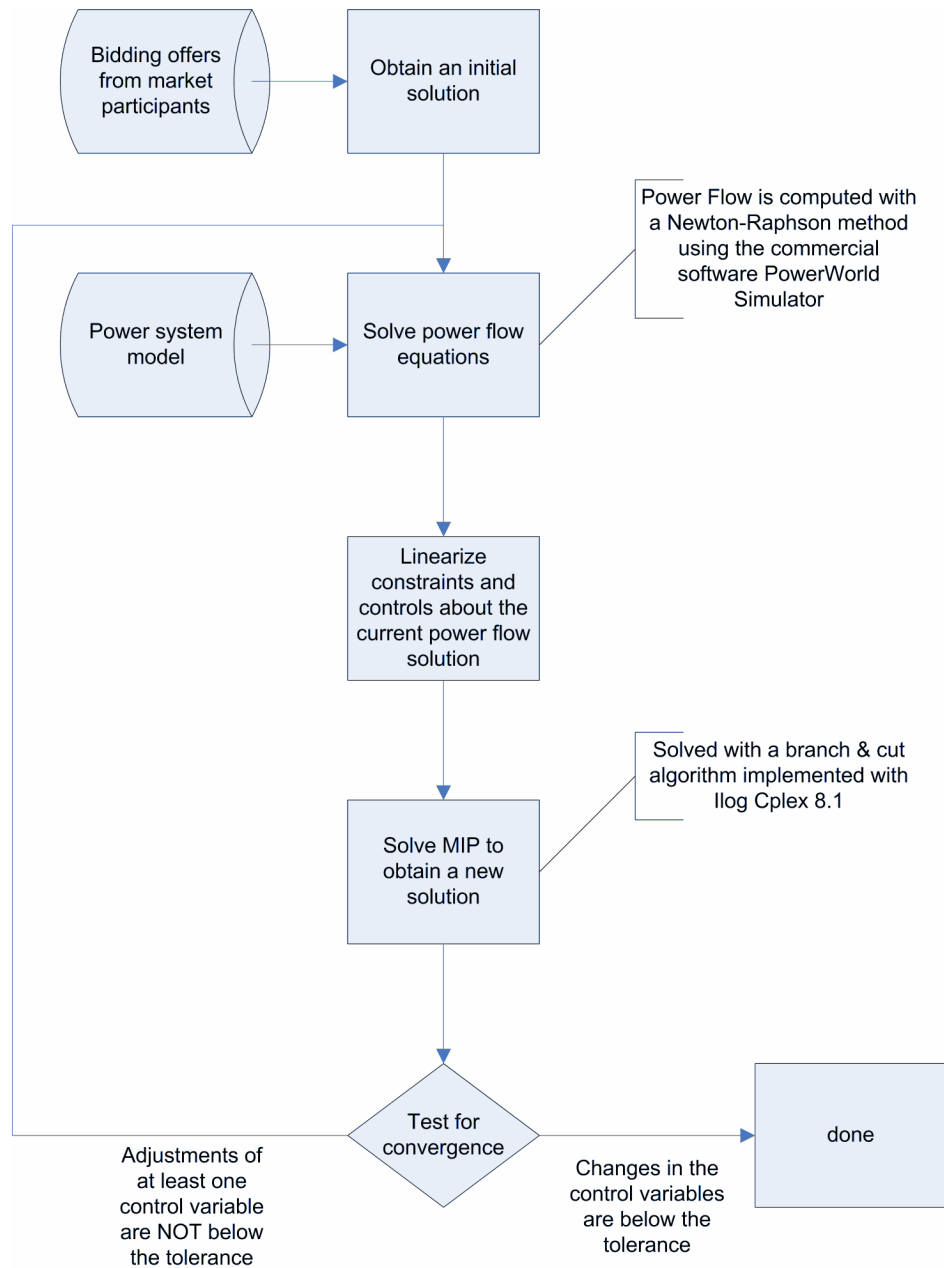 Bidding offers
from market
participants
Obtain an initial
solution
Power Flow is computed with
a Newton-Raphson method
using the commercial
software PowerWorld
Simulator
Power system
model
Solve power flow
equations
Linearize
constraints and
controls about the
current power flow
solution
Solved with a branch & cut
algorithm implemented with
Ilog Cplex 8.1
Solve MIP to
obtain a new
solution
Test for
convergence
done
Adjustments of
at least one
control variable
are NOT below
the tolerance
Changes in the
control variables
are below the
tolerance